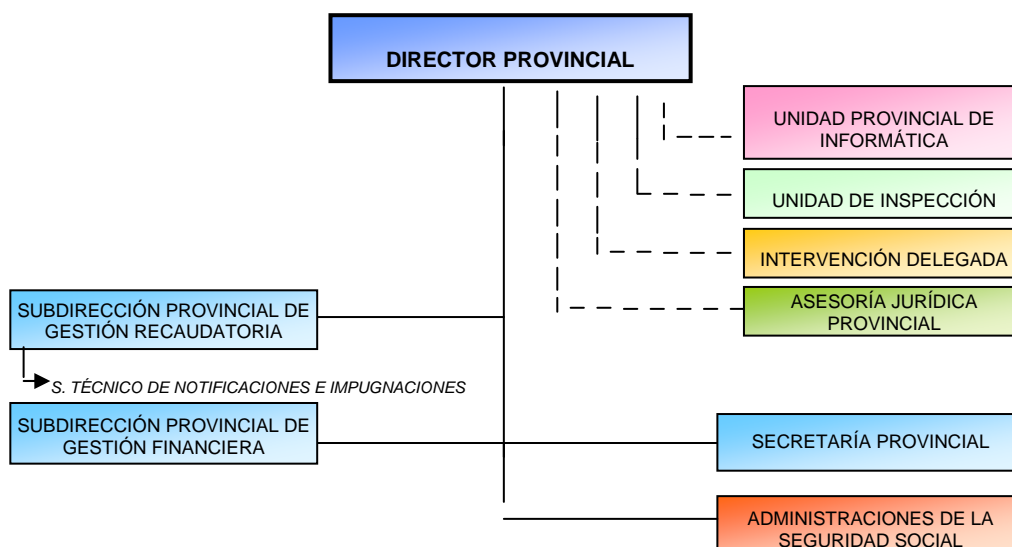 DIRECTOR PROVINCIAL
UNIDAD PROVINCIAL DE
INFORMÁTICA
UNIDAD DE INSPECCIÓN
INTERVENCIÓN DELEGADA
ASESORÍA JURÍDICA
PROVINCIAL
SUBDIRECCIÓN PROVINCIAL DE
GESTIÓN RECAUDATORIA
S. TÉCNICO DE NOTIFICACIONES E IMPUGNACIONES
SUBDIRECCIÓN PROVINCIAL DE
GESTIÓN FINANCIERA
SECRETARÍA PROVINCIAL
ADMINISTRACIONES DE LA
SEGURIDAD SOCIAL